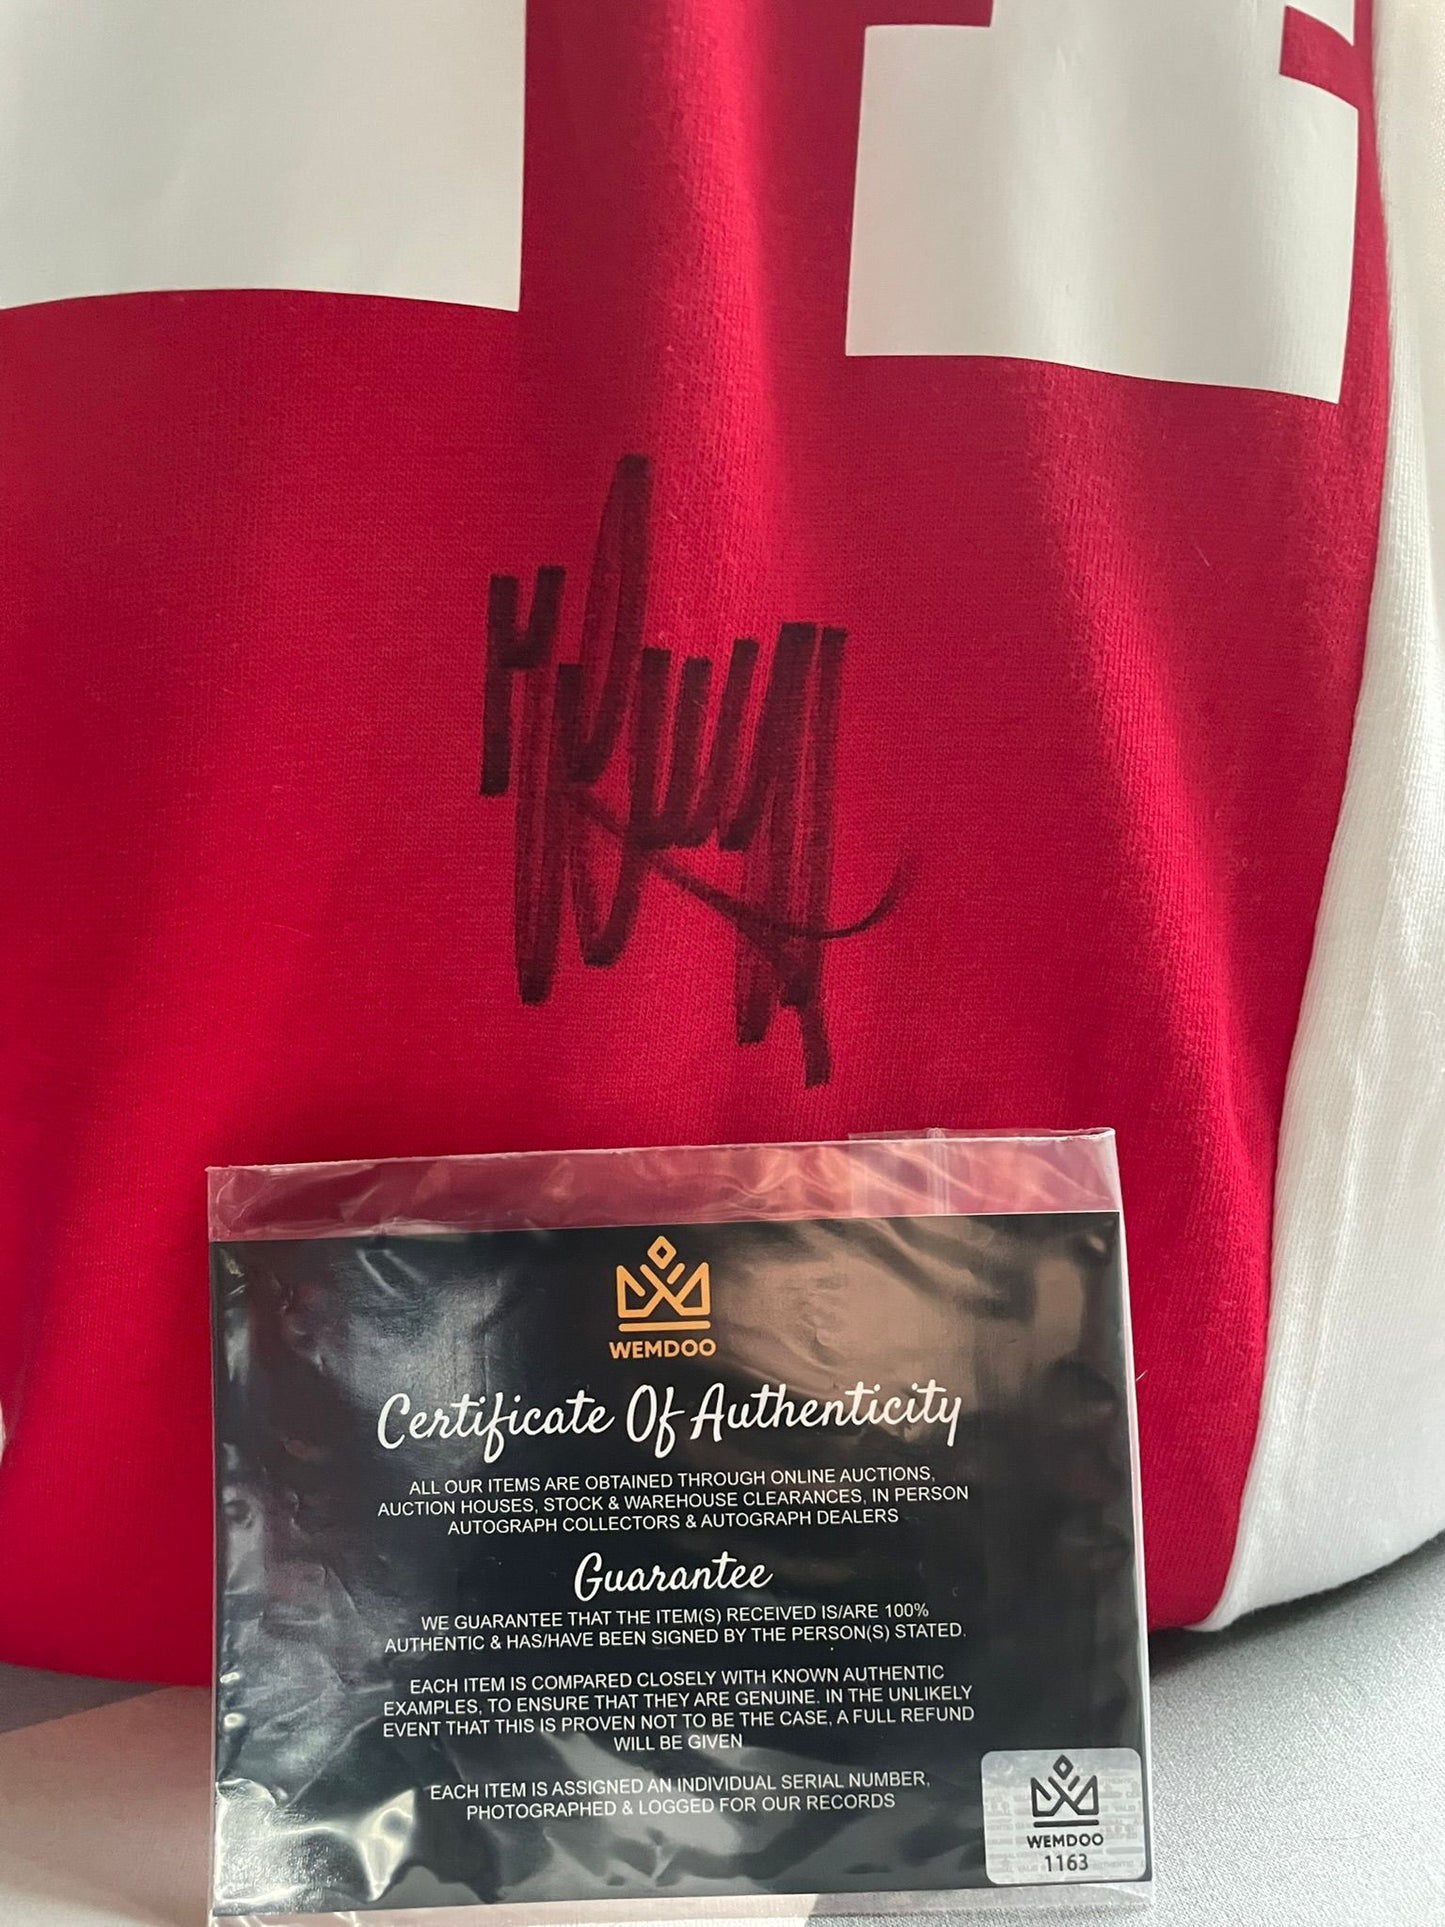 WEMDOO
Certificate Of Authenticity
ALL OUR ITEMS ARE OBTAINED THROUGH ONLINE AUCTIONS,
AUCTION HOUSES, STOCK & WAREHOUSE CLEARANCES, IN PERSON
AUTOGRAPH COLLECTORS & AUTOGRAPH DEALERS
Guarantee
WE GUARANTEE THAT THE ITEM(S) RECEIVED IS/ARE 100%
AUTHENTIC & HAS/HAVE BEEN SIGNED BY THE PERSON(S) STATED.
EACH ITEM IS COMPARED CLOSELY WITH KNOWN AUTHENTIC
EXAMPLES, TO ENSURE THAT THEY ARE GENUINE. IN THE UNLIKELY
EVENT THAT THIS IS PROVEN NOT TO BE THE CASE, A FULL REFUND
WILL BE GIVEN
EACH ITEM IS ASSIGNED AN INDIVIDUAL SERIAL NUMBER,
PHOTOGRAPHED & LOGGED FOR OUR RECORDS
WEMDOO
1163